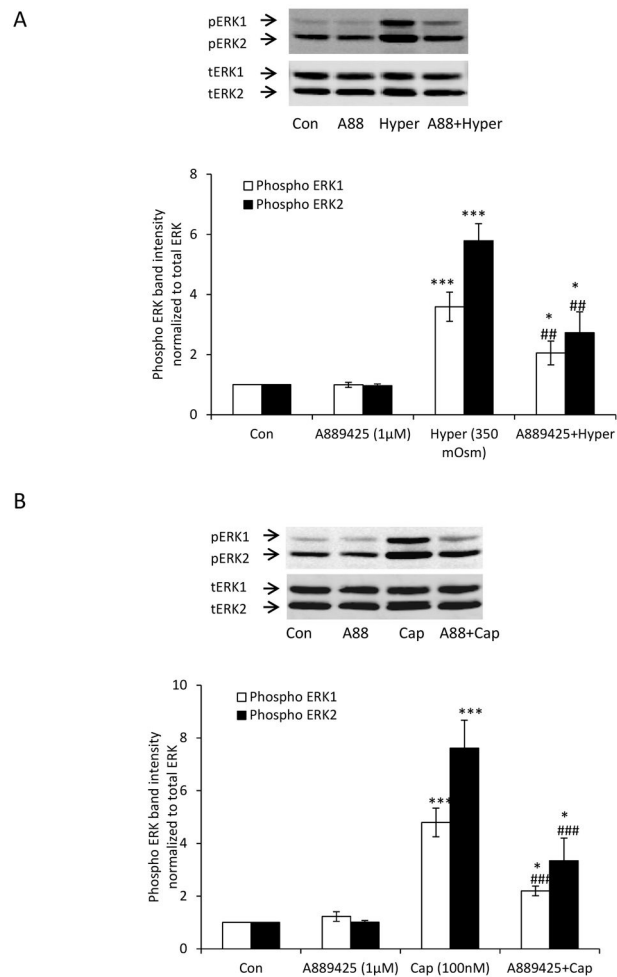 A
pERK1
pERK2
tERK1
tERK2
Con A88 Hyper A88+Hyper
Phospho ERK band intensity
normalized to total ERK
8
6
4
2
0
Phospho ERK1
Phospho ERK2
***
***
*
##
*
##
Con A889425 (1µM) Hyper (350 A889425+Hyper
mOsm)
B
pERK1
pERK2
tERK1
tERK2
Con A88 Cap A88+Cap
Phospho ERK band intensity
normalized to total ERK
10
8
6
4
2
0
Phospho ERK1
Phospho ERK2
***
***
*
###
*
###
Con A889425 (1µM) Cap (100nM) A889425+Cap